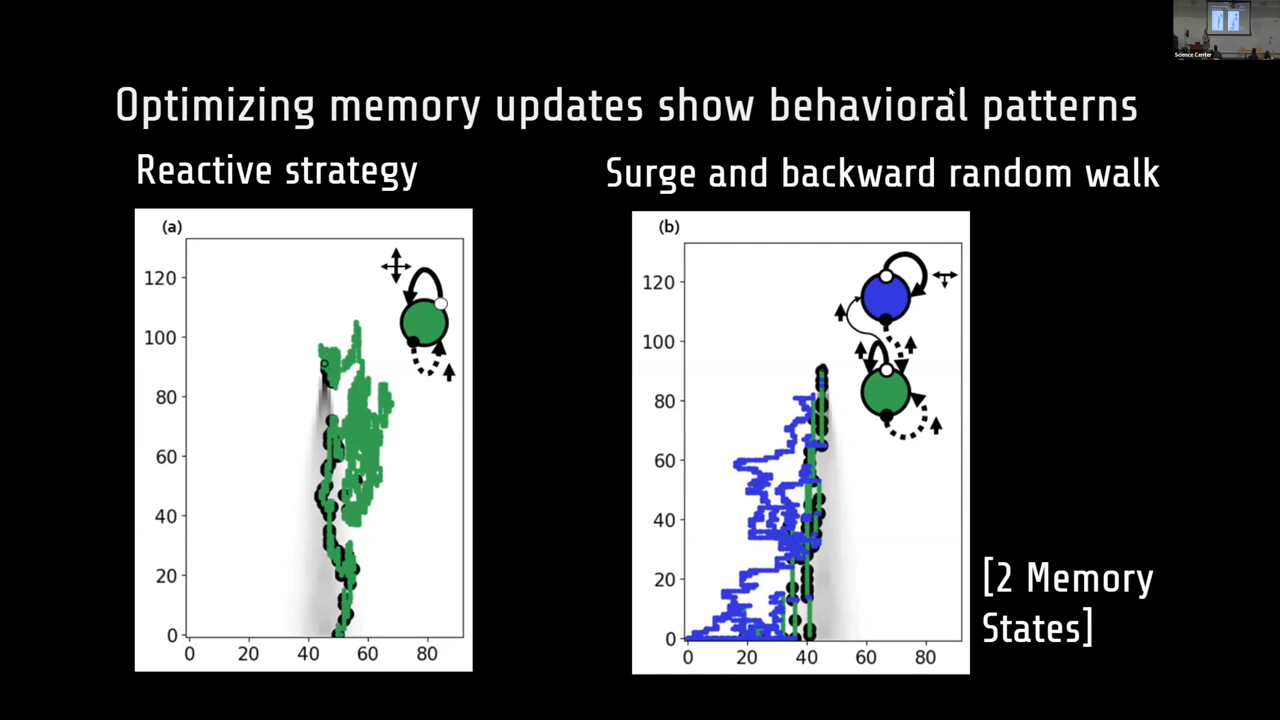 Science Center
Optimizing memory updates show behavioral patterns
Reactive strategy
Surge and backward random walk
(a)
120
100
80
60
40
20
0
0 20 40 60 80
(b)
120
100
80
60
40
20
0
0 20 40 60 80
[2 Memory
States]